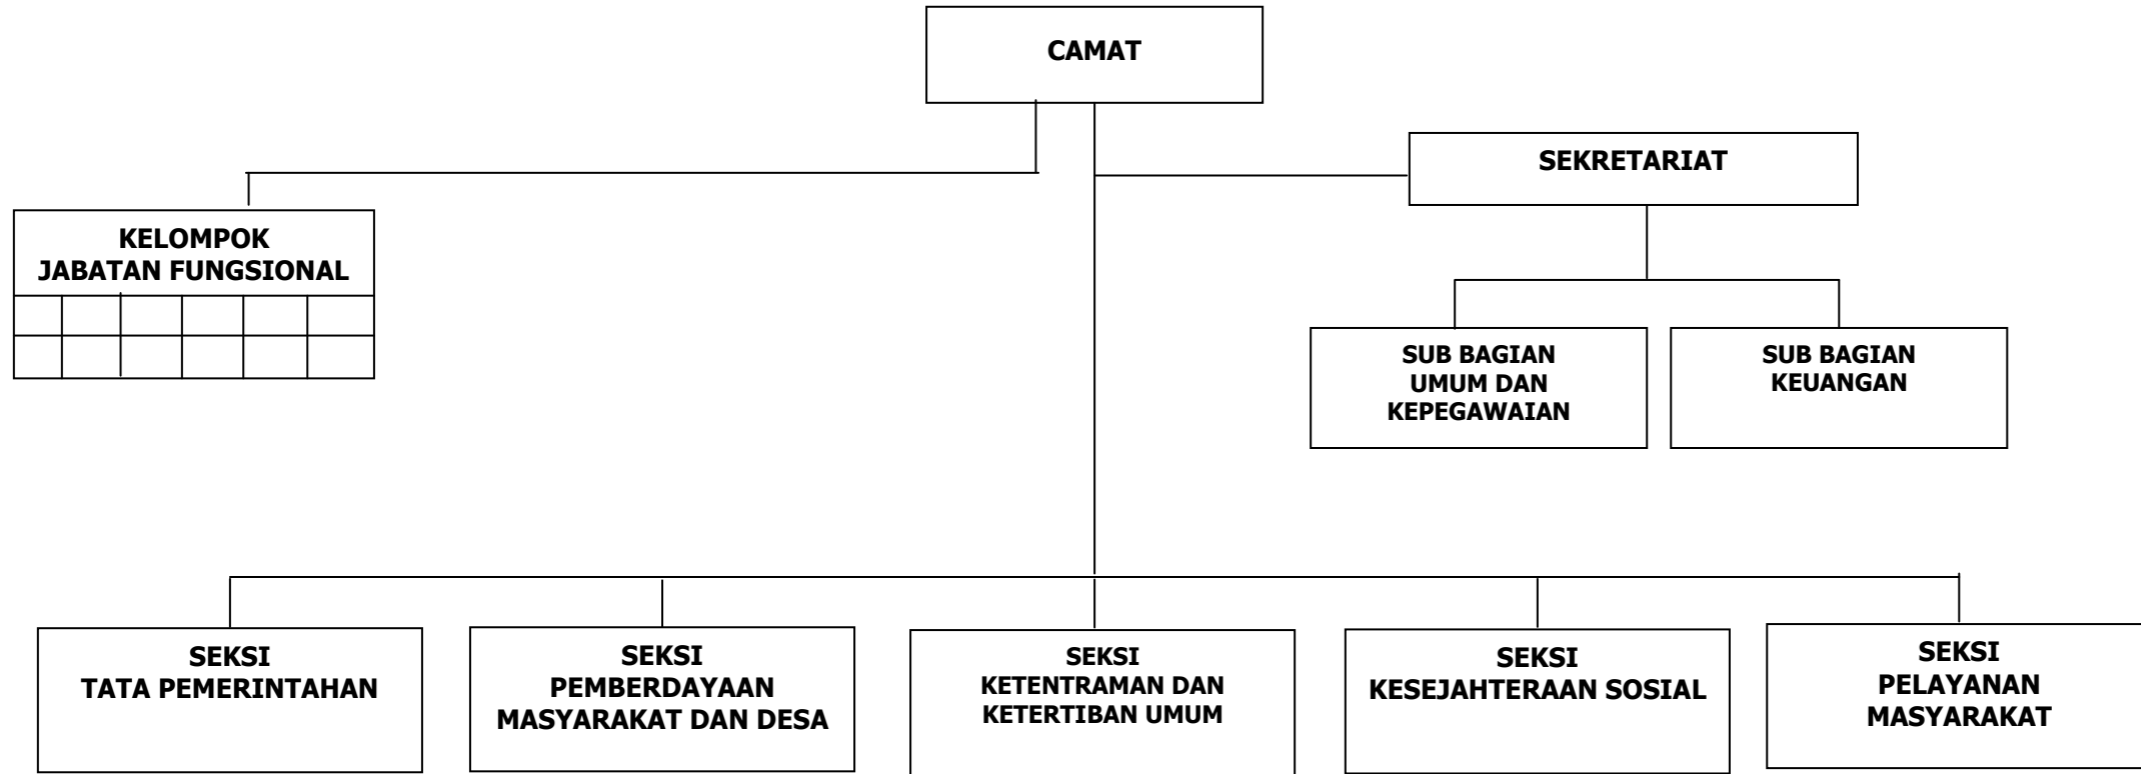 CAMAT
SEKRETARIAT
KELOMPOK
JABATAN FUNGSIONAL
SUB BAGIAN
UMUM DAN
KEPEGAWAIAN
SUB BAGIAN
KEUANGAN
SEKSI
TATA PEMERINTAHAN
SEKSI
PEMBERDAYAAN
MASYARAKAT DAN DESA
SEKSI
KETENTRAMAN DAN
KETERTIBAN UMUM
SEKSI
KESEJAHTERAAN SOSIAL
SEKSI
PELAYANAN
MASYARAKAT